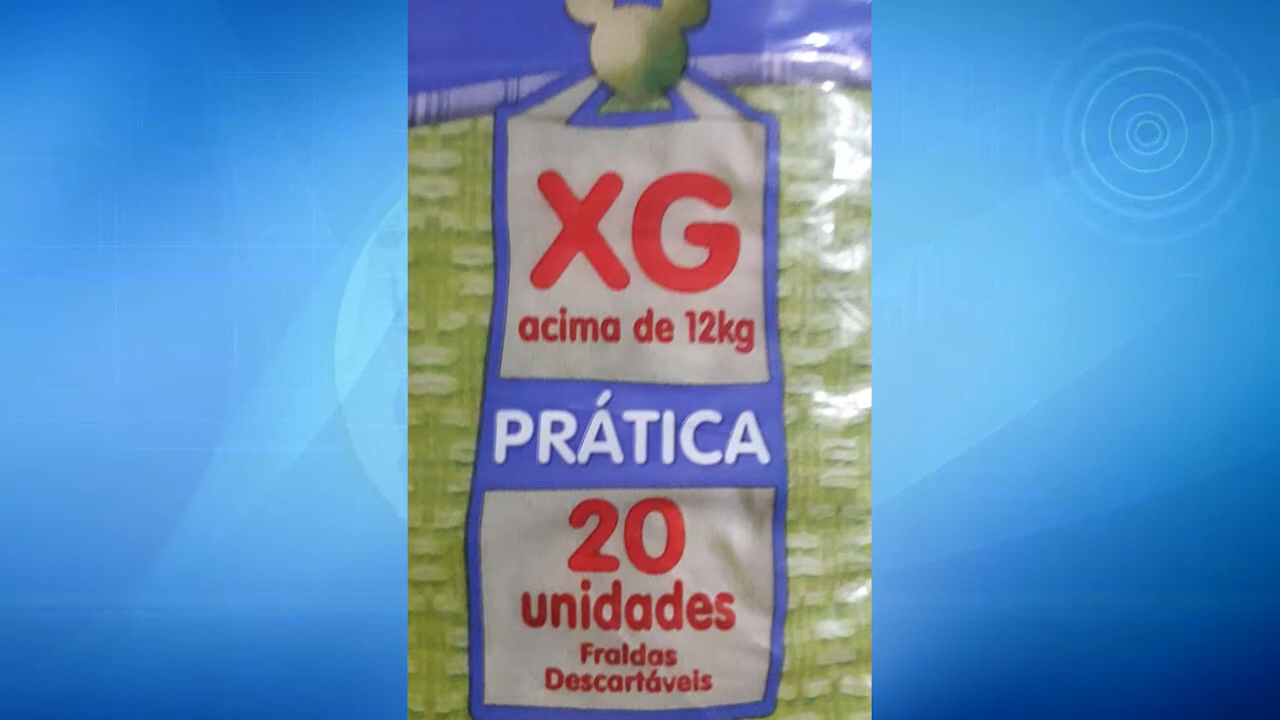 XG
acima de 12kg
PRÁTICA
20
unidades
Fraldas
Descartáveis